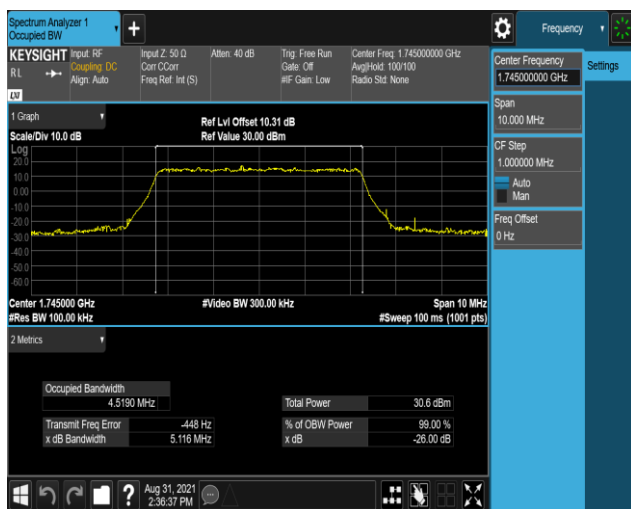 Spectrum Analyzer 1
Occupied BW
+
Frequency
KEYSIGHT
RL
LXI
Input: RF
Coupling: DC
Align: Auto
Input Z: 50 Ω
Corr CCorr
Freq Ref: Int (S)
Atten: 40 dB
Trig: Free Run
Gate: Off
#IF Gain: Low
Center Freq: 1.745000000 GHz
Avg|Hold: 100/100
Radio Std: None
Center Frequency
1.745000000 GHz
Settings
Span
10.000 MHz
CF Step
1.000000 MHz
Auto
Man
Freq Offset
0 Hz
1 Graph
Scale/Div 10.0 dB
Ref Lvl Offset 10.31 dB
Ref Value 30.00 dBm
Log
20.0
10.0
0.00
-10.0
-20.0
-30.0
-40.0
-50.0
-60.0
Center 1.745000 GHz
#Video BW 300.00 kHz
Span 10 MHz
#Res BW 100.00 kHz
#Sweep 100 ms (1001 pts)
2 Metrics
Occupied Bandwidth
4.5190 MHz
Total Power 30.6 dBm
Transmit Freq Error -448 Hz
% of OBW Power 99.00 %
x dB Bandwidth 5.116 MHz
x dB -26.00 dB
?
Aug 31, 2021
2:36:37 PM